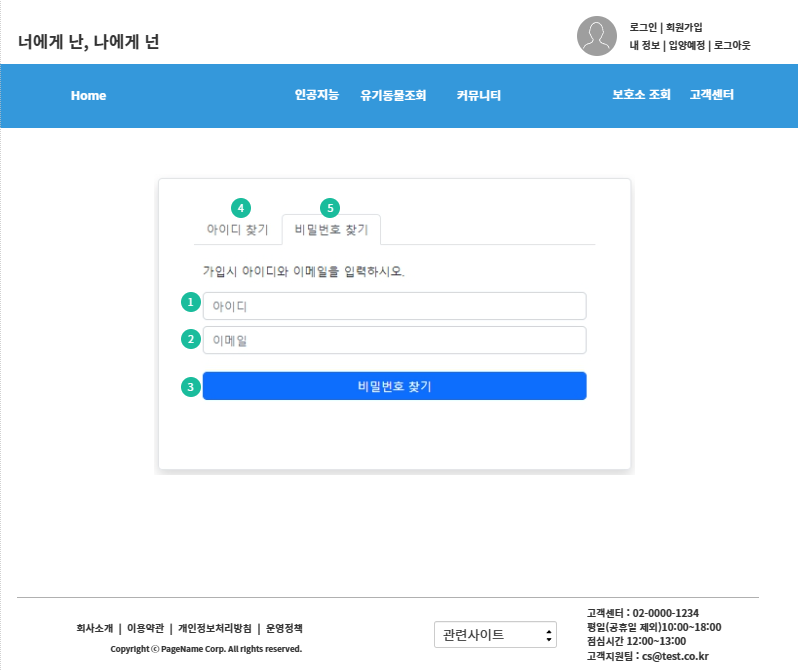 너에게 난, 나에게 넌
로그인 | 회원가입
내 정보 | 입양예정 | 로그아웃
Home 인공지능 유기동물조회 커뮤니티 보호소 조회 고객센터
4 5
아이디 찾기 비밀번호 찾기
가입시 아이디와 이메일을 입력하시오.
1 아이디
2 이메일
3 비밀번호 찾기
회사소개 | 이용약관 | 개인정보처리방침 | 운영정책
Copyright ⓒ PageName Corp. All rights reserved.
관련사이트
고객센터 : 02-0000-1234
평일(공휴일 제외)10:00~18:00
점심시간 12:00~13:00
고객지원팀 : cs@test.co.kr